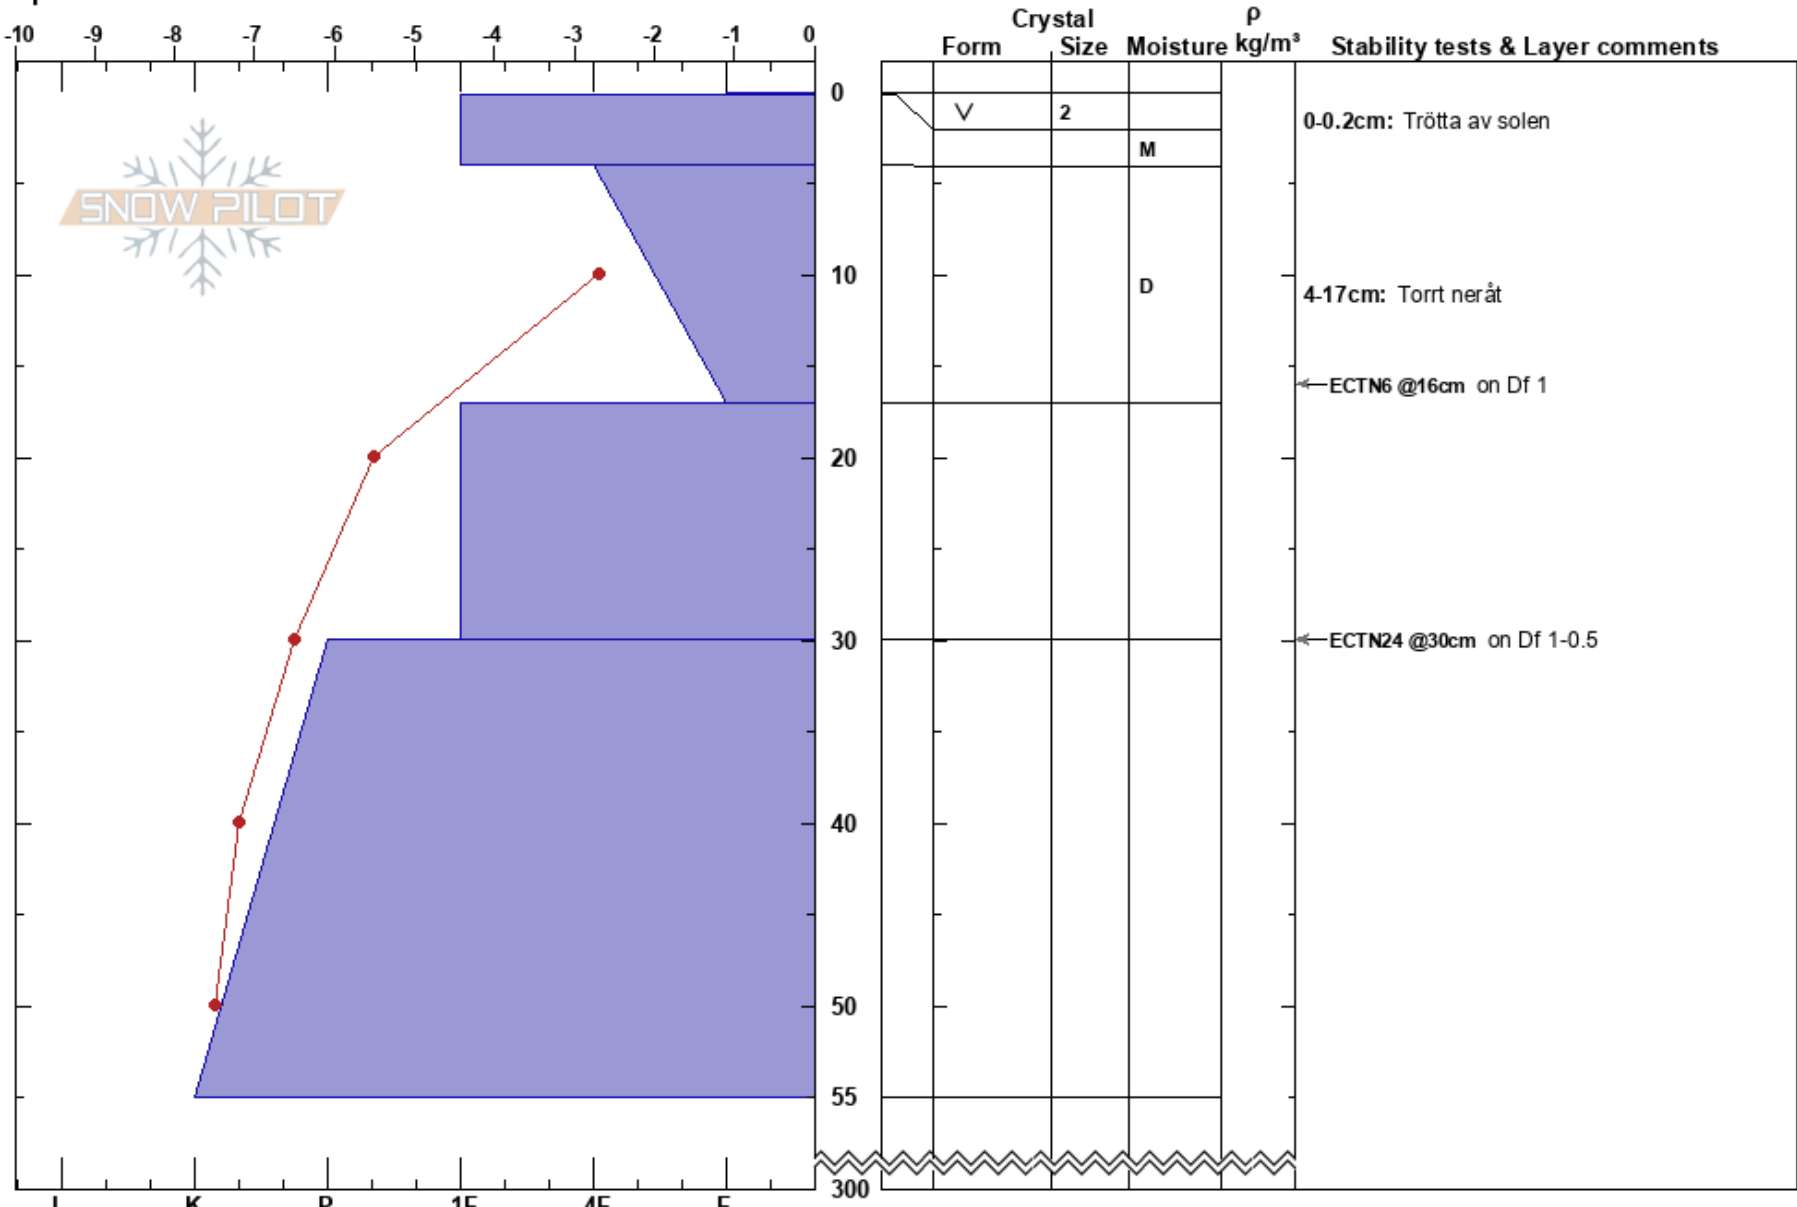 Crystal ρ
-10 -9 -8 -7 -6 -5 -4 -3 -2 -1 0 Form Size Moisture kg/m³ Stability tests & Layer comments
0
V 2
0-0.2cm: Trötta av solen
M
SNOW PILOT
10
D
4-17cm: Torrt neråt
ECTN6 @16cm on Df 1
20
30
ECTN24 @30cm on Df 1-0.5
40
50
55
300
K 1F 4F F